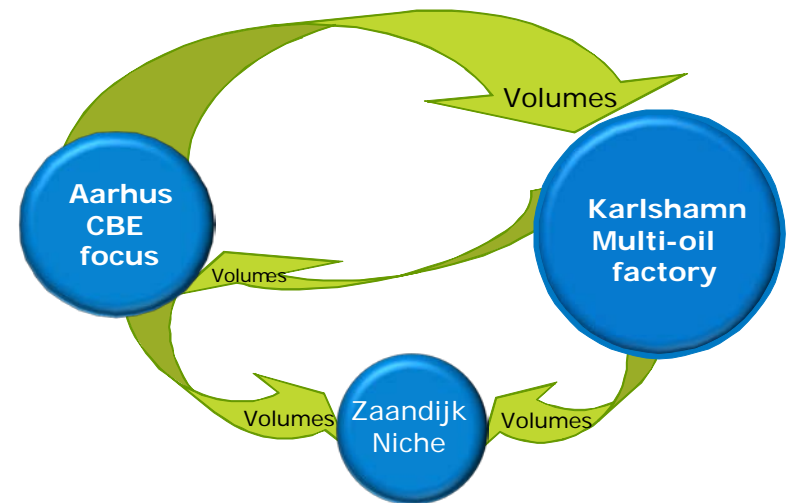 Volumes
Aarhus
CBE
focus
Karlshamn
Multi-oil
factory
Volumes
Volumes
Zaandijk
Niche
Volumes